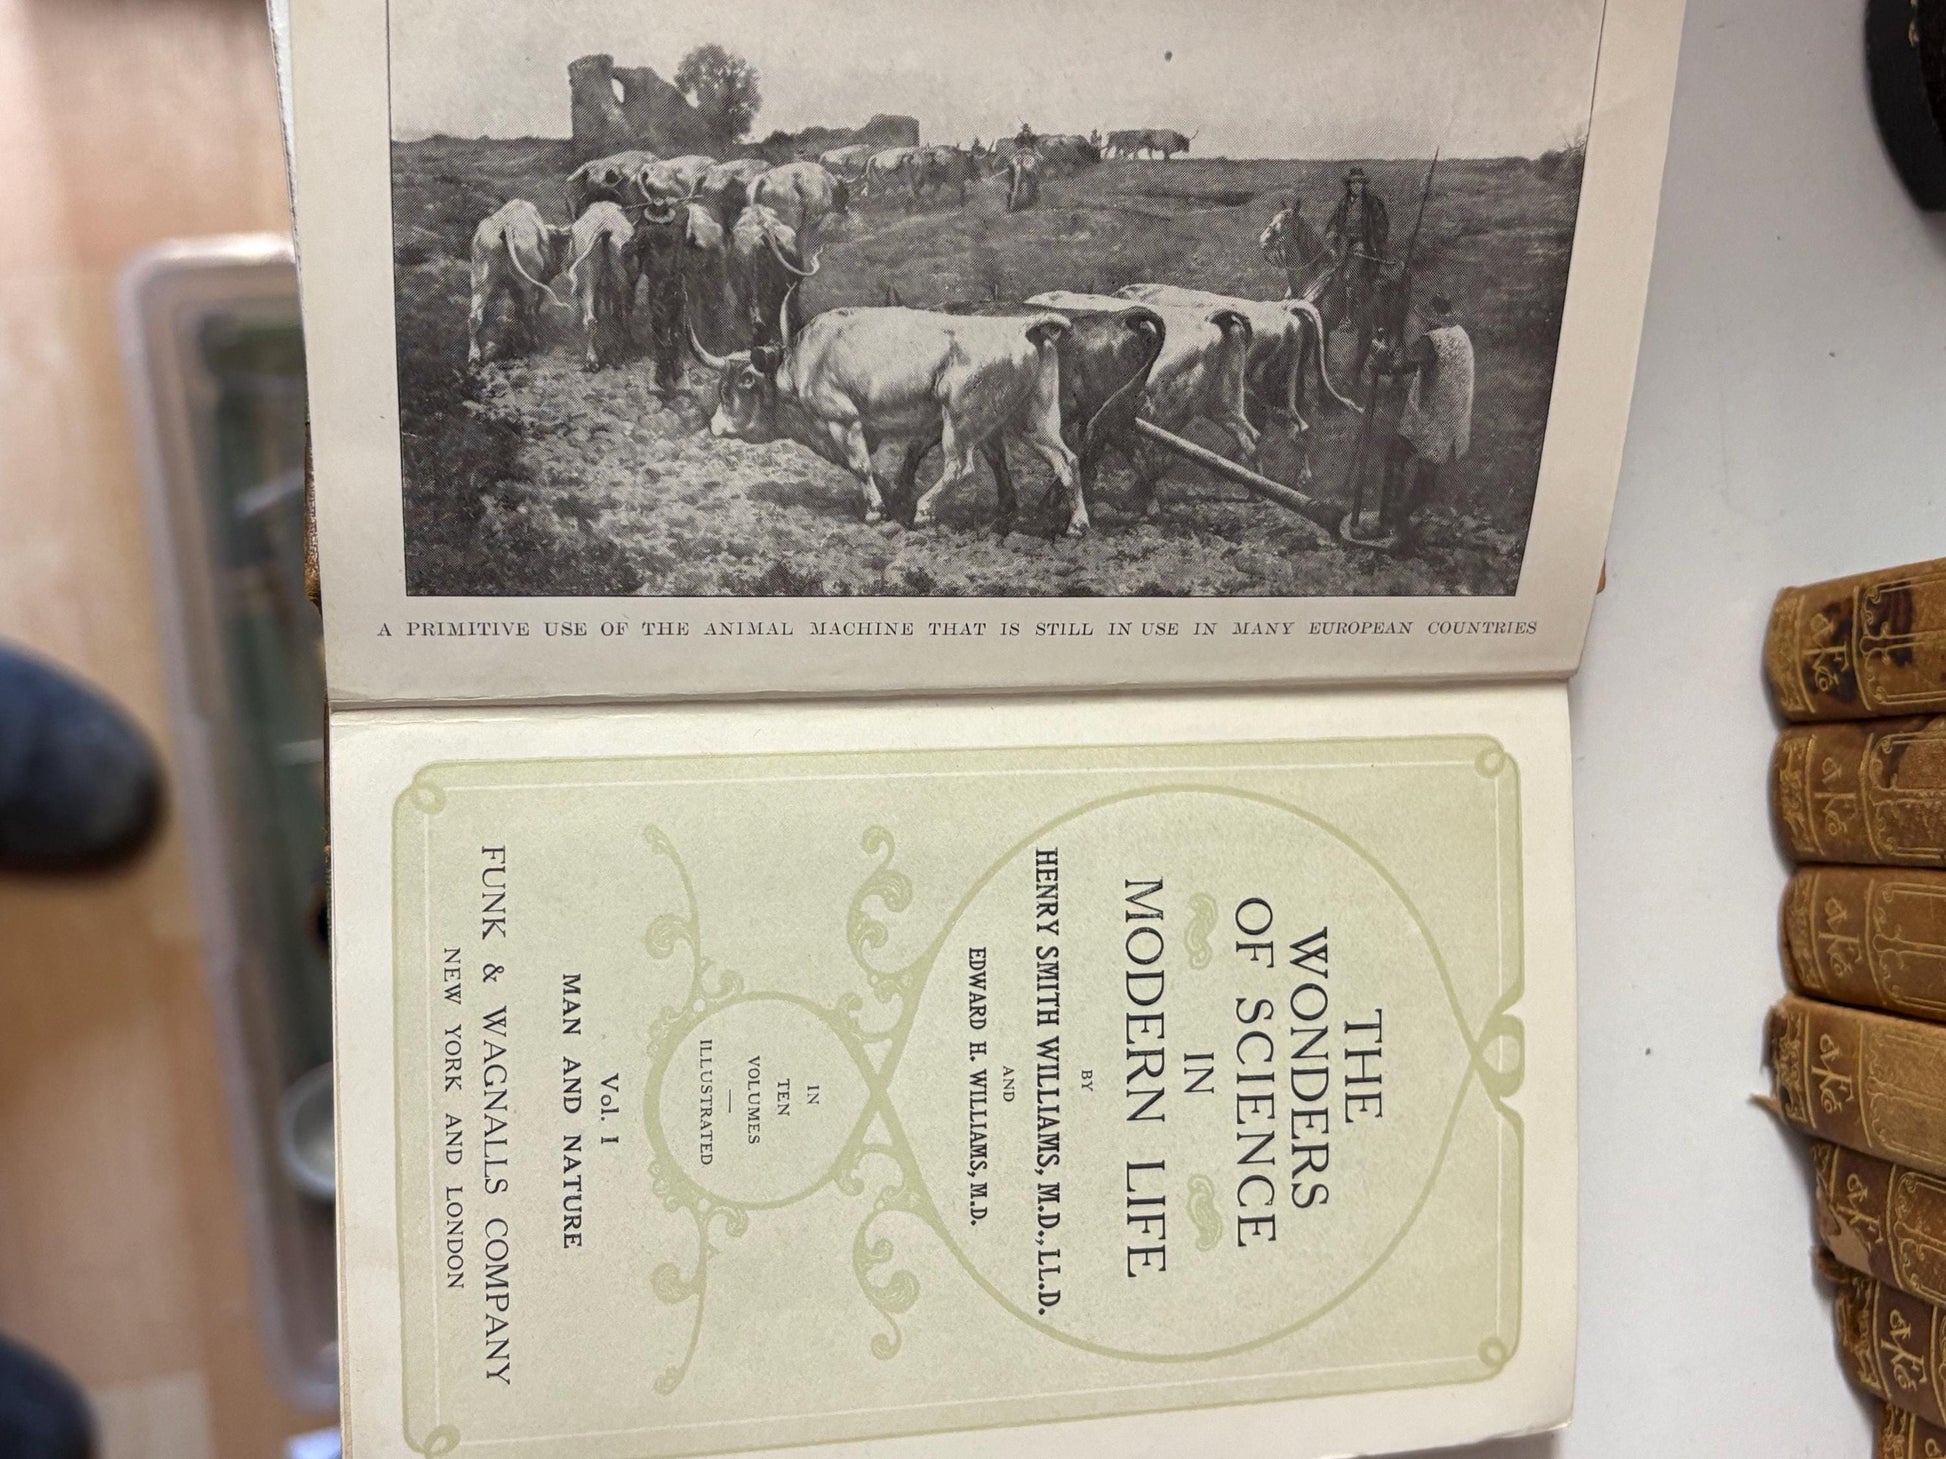 A PRIMITIVE USE OF THE ANIMAL MACHINE THAT IS STILL IN USE IN MANY EUROPEAN COUNTRIES
THE
WONDERS
OF SCIENCE
IN
MODERN LIFE
BY
HENRY SMITH WILLIAMS, M.D., LL.D.
AND
EDWARD H. WILLIAMS, M.D.
IN
TEN
VOLUMES
ILLUSTRATED
Vol. I
MAN AND NATURE
FUNK & WAGNALLS COMPANY
NEW YORK AND LONDON